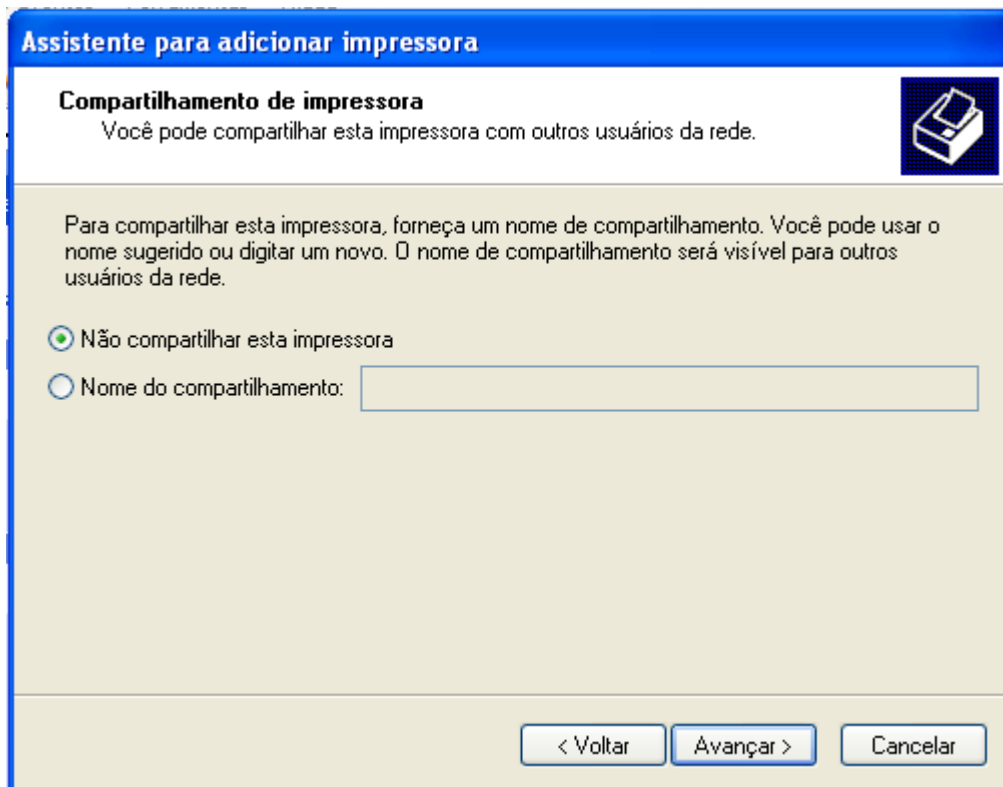 Assistente para adicionar impressora
Compartilhamento de impressora
Você pode compartilhar esta impressora com outros usuários da rede.
Para compartilhar esta impressora, forneça um nome de compartilhamento. Você pode usar o
nome sugerido ou digitar um novo. O nome de compartilhamento será visível para outros
usuários da rede.
Não compartilhar esta impressora
Nome do compartilhamento:
< Voltar
Avançar >
Cancelar